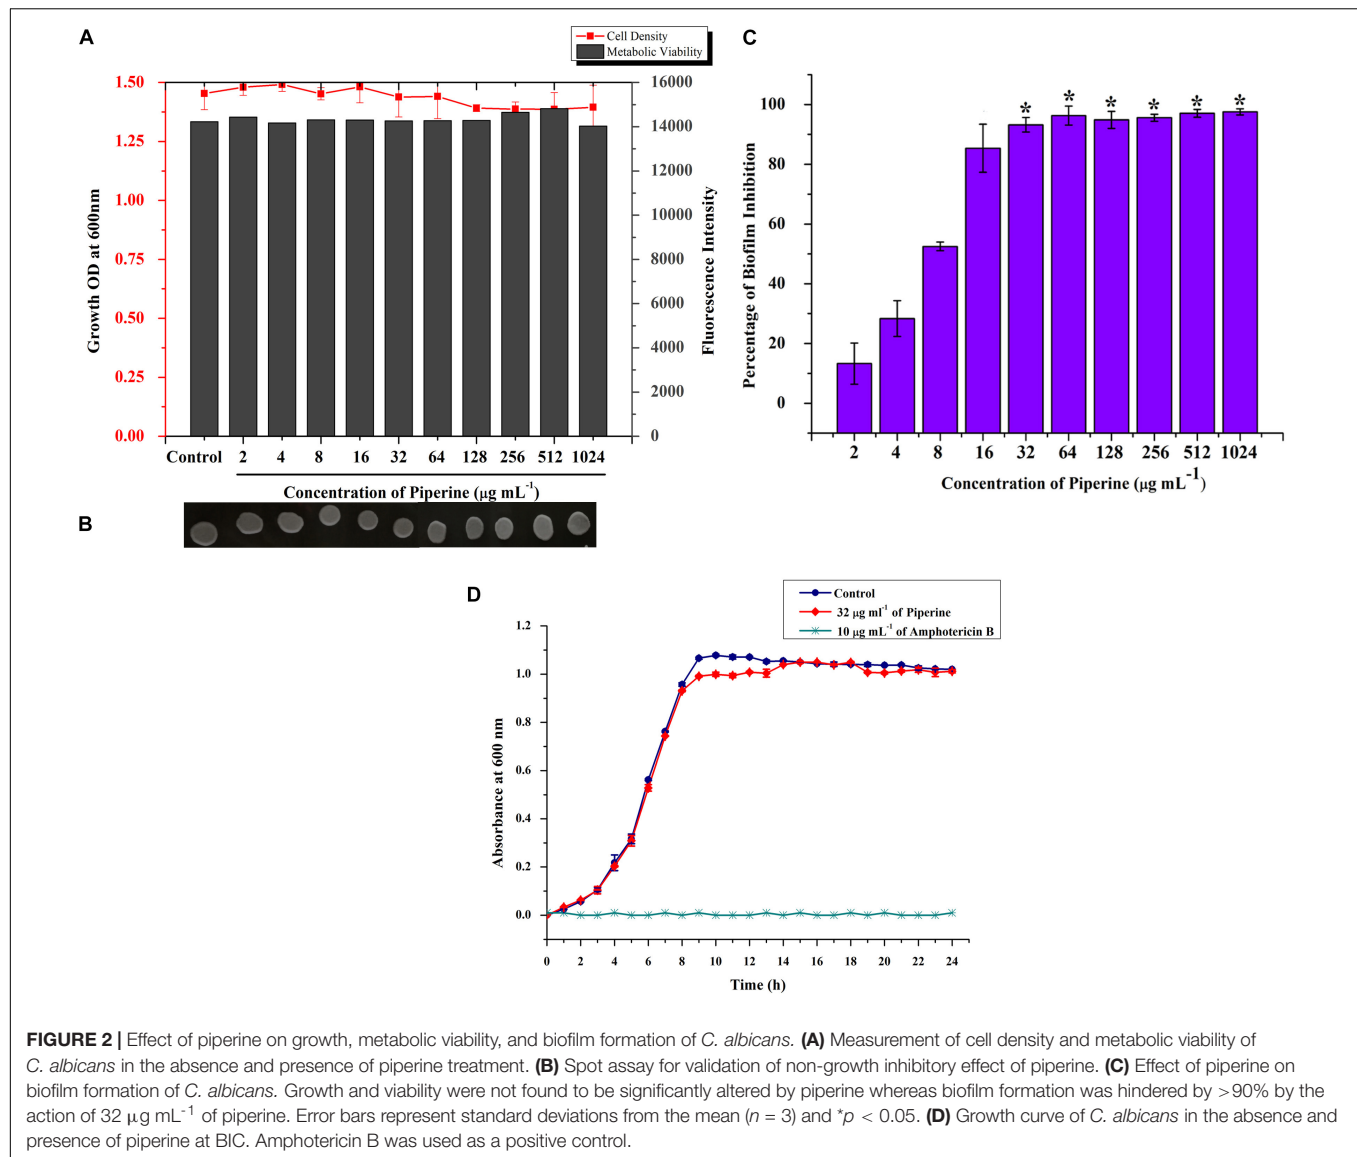 A
Cell Density
Metabolic Viability
1.50
1.25
1.00
0.75
0.50
0.25
0.00
Growth OD at 600nm
16000
14000
12000
10000
8000
6000
4000
2000
0
Fluorescence Intensity
Control 2 4 8 16 32 64 128 256 512 1024
Concentration of Piperine (μg mL-1)
B
C
100
80
60
40
20
0
Percentage of Biofilm Inhibition
* * * * * *
2 4 8 16 32 64 128 256 512 1024
Concentration of Piperine (μg mL-1)
D
Control
32 μg ml-1 of Piperine
10 μg mL-1 of Amphotericin B
1.2
1.0
0.8
0.6
0.4
0.2
0.0
Absorbance at 600 nm
0 2 4 6 8 10 12 14 16 18 20 22 24
Time (h)
FIGURE 2 | Effect of piperine on growth, metabolic viability, and biofilm formation of C. albicans. (A) Measurement of cell density and metabolic viability of
C. albicans in the absence and presence of piperine treatment. (B) Spot assay for validation of non-growth inhibitory effect of piperine. (C) Effect of piperine on
biofilm formation of C. albicans. Growth and viability were not found to be significantly altered by piperine whereas biofilm formation was hindered by >90% by the
action of 32 μg mL-1 of piperine. Error bars represent standard deviations from the mean (n = 3) and *p < 0.05. (D) Growth curve of C. albicans in the absence and
presence of piperine at BIC. Amphotericin B was used as a positive control.